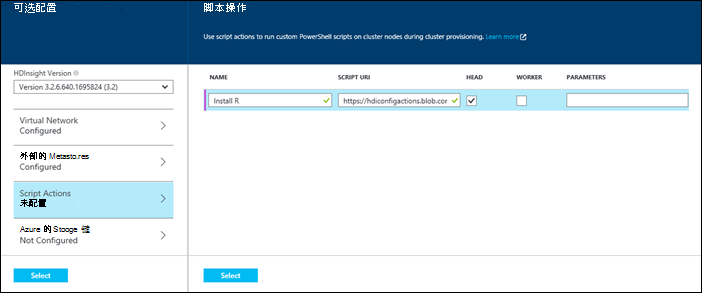 可选配置
HDInsight Version
Version 3.2.6.640.1695824 (3.2)
Virtual Network
Configured
外部的 Metastores
Configured
Script Actions
未配置
Azure 的 Stooge 键
Not Configured
Select
脚本操作
Use script actions to run custom PowerShell scripts on cluster nodes during cluster provisioning. Learn more
NAME SCRIPT URI HEAD WORKER PARAMETERS
Install R https://hdiconfigactions.blob.cor
Select